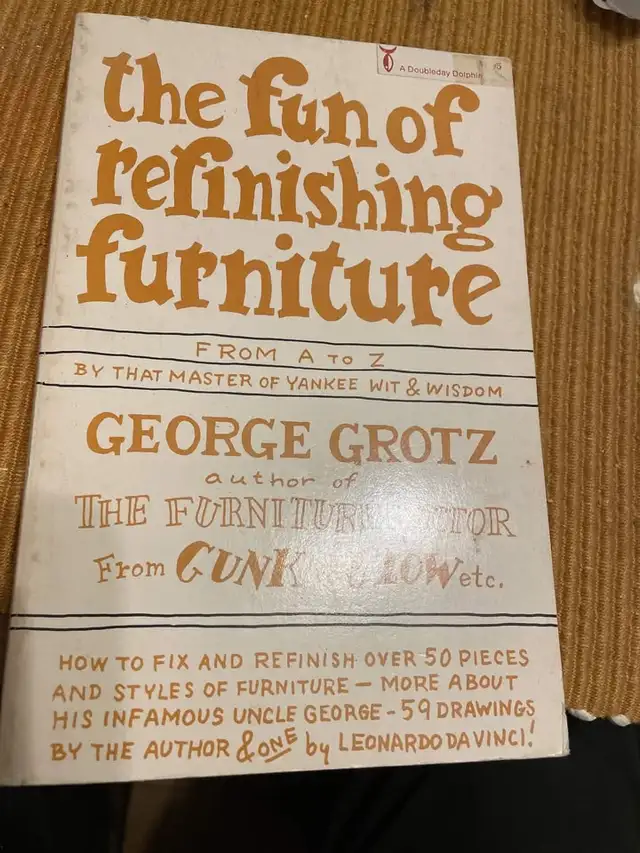 A Doubleday Dolphin
the fun of
refinishing
furniture
FROM A TO Z
BY THAT MASTER OF YANKEE WIT & WISDOM
GEORGE GROTZ
author of
THE FURNITURE DOCTOR
From GUNK LOW etc.
HOW TO FIX AND REFINISH OVER 50 PIECES
AND STYLES OF FURNITURE — MORE ABOUT
HIS INFAMOUS UNCLE GEORGE - 59 DRAWINGS
BY THE AUTHOR & ONE by LEONARDO DA VINCI!